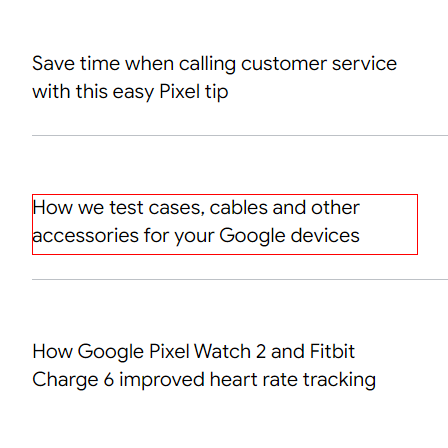 Save time when calling customer service
with this easy Pixel tip
How we test cases, cables and other
accessories for your Google devices
How Google Pixel Watch 2 and Fitbit
Charge 6 improved heart rate tracking